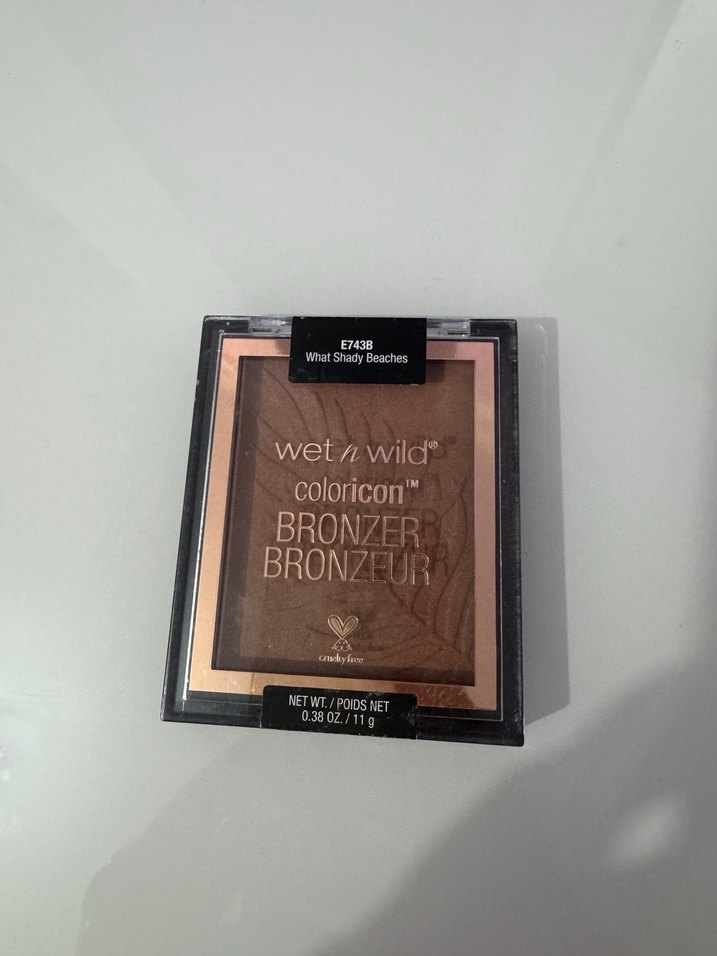 E743B
What Shady Beaches
wet n wild®
coloricon™
BRONZER
BRONZEUR
cruelty free
NET WT. / POIDS NET
0.38 OZ. / 11 g